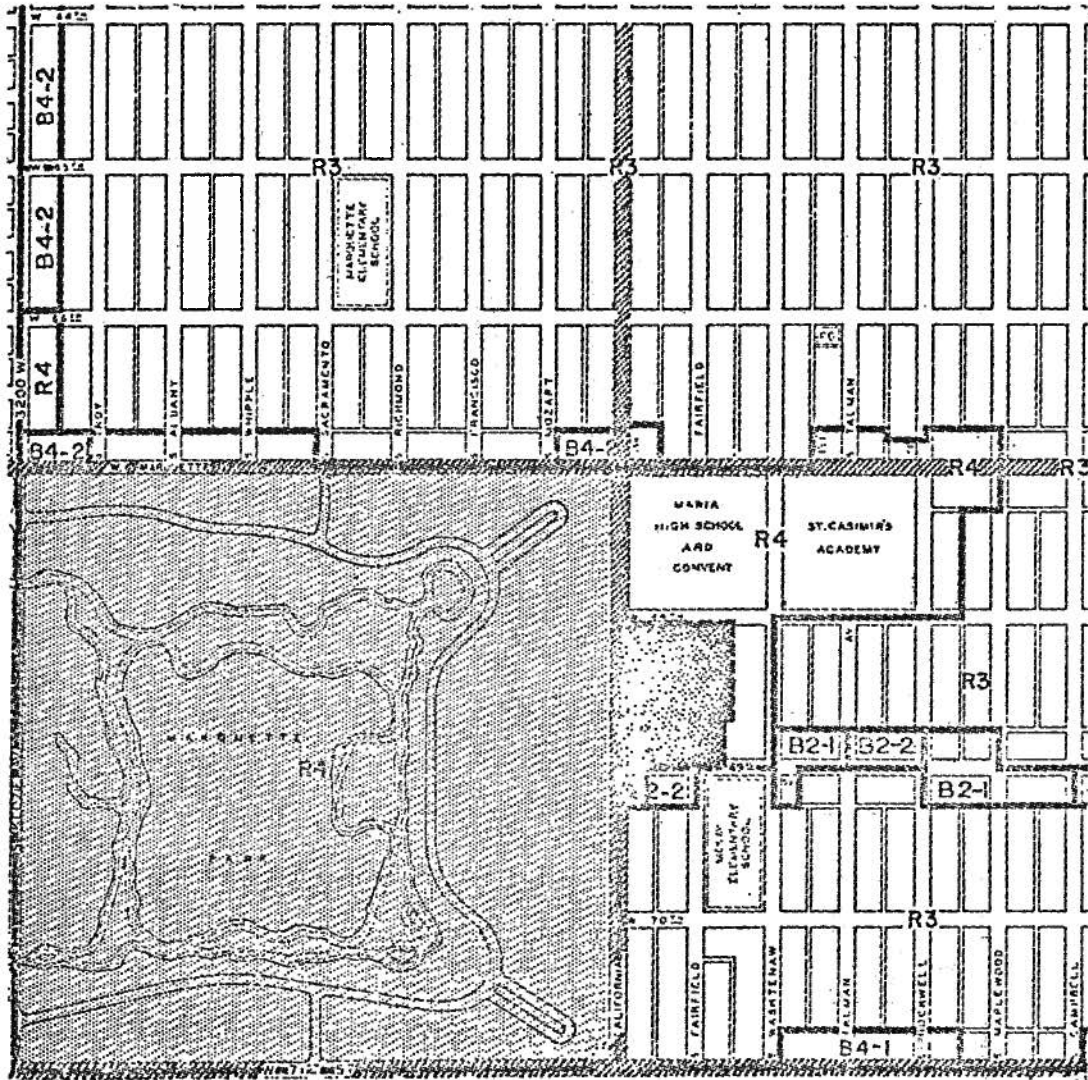 B4-2
R3
R3
R3
B4-2
MARQUETTE
ELEMENTARY
SCHOOL
R4
3200 W
S ALBANY
S WHIPPLE
SACRAMENTO
S RICHMOND
S FRANCISCO
S MOZART
S FAIRFIELD
S TALMAN
B4-2
B4-2
R4
R3
MARIA
HIGH SCHOOL
AND
CONVENT
R4
ST. CASIMIR'S
ACADEMY
AV
R3
MARQUETTE
R4
PARK
B2-1
B2-2
2-2
B2-1
ELEMENTARY
SCHOOL
R3
CALIFORNIA
S FAIRFIELD
WASHTENAW
TALMAN
ROCKWELL
S MAPLEWOOD
CAMPBELL
B4-1